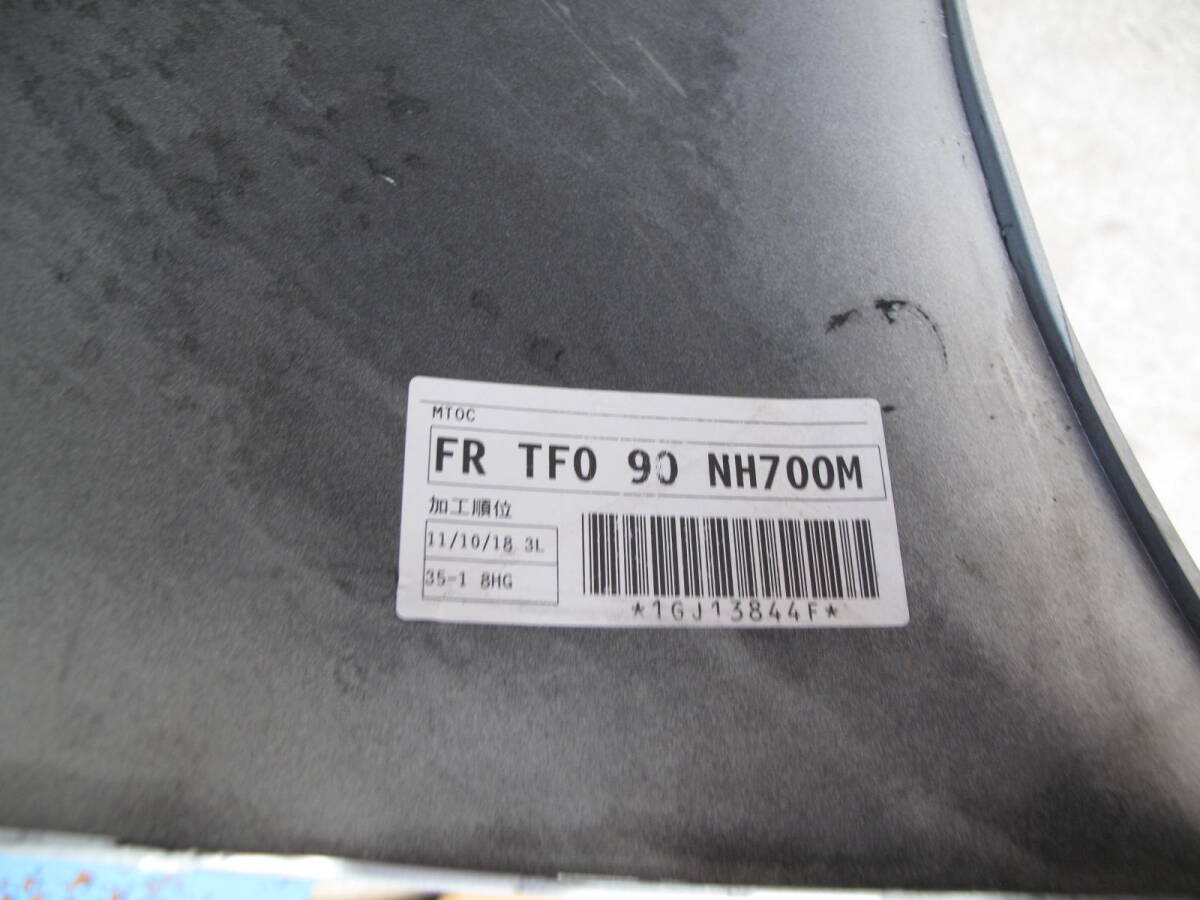 MTOC
FR TF0 90 NH700M
加工順位
11/10/18 3L
35-1 8HG
*1GJ13844F*